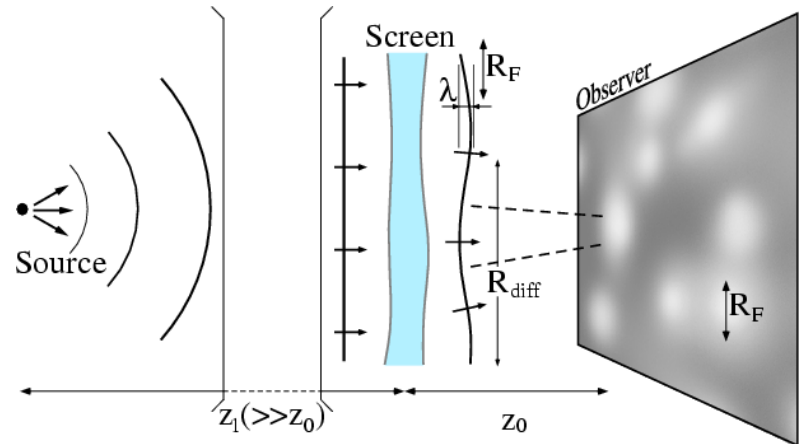 Screen
R_F
λ
Observer
Source
R_diff
R_F
z_1(>>z_0)
z_0